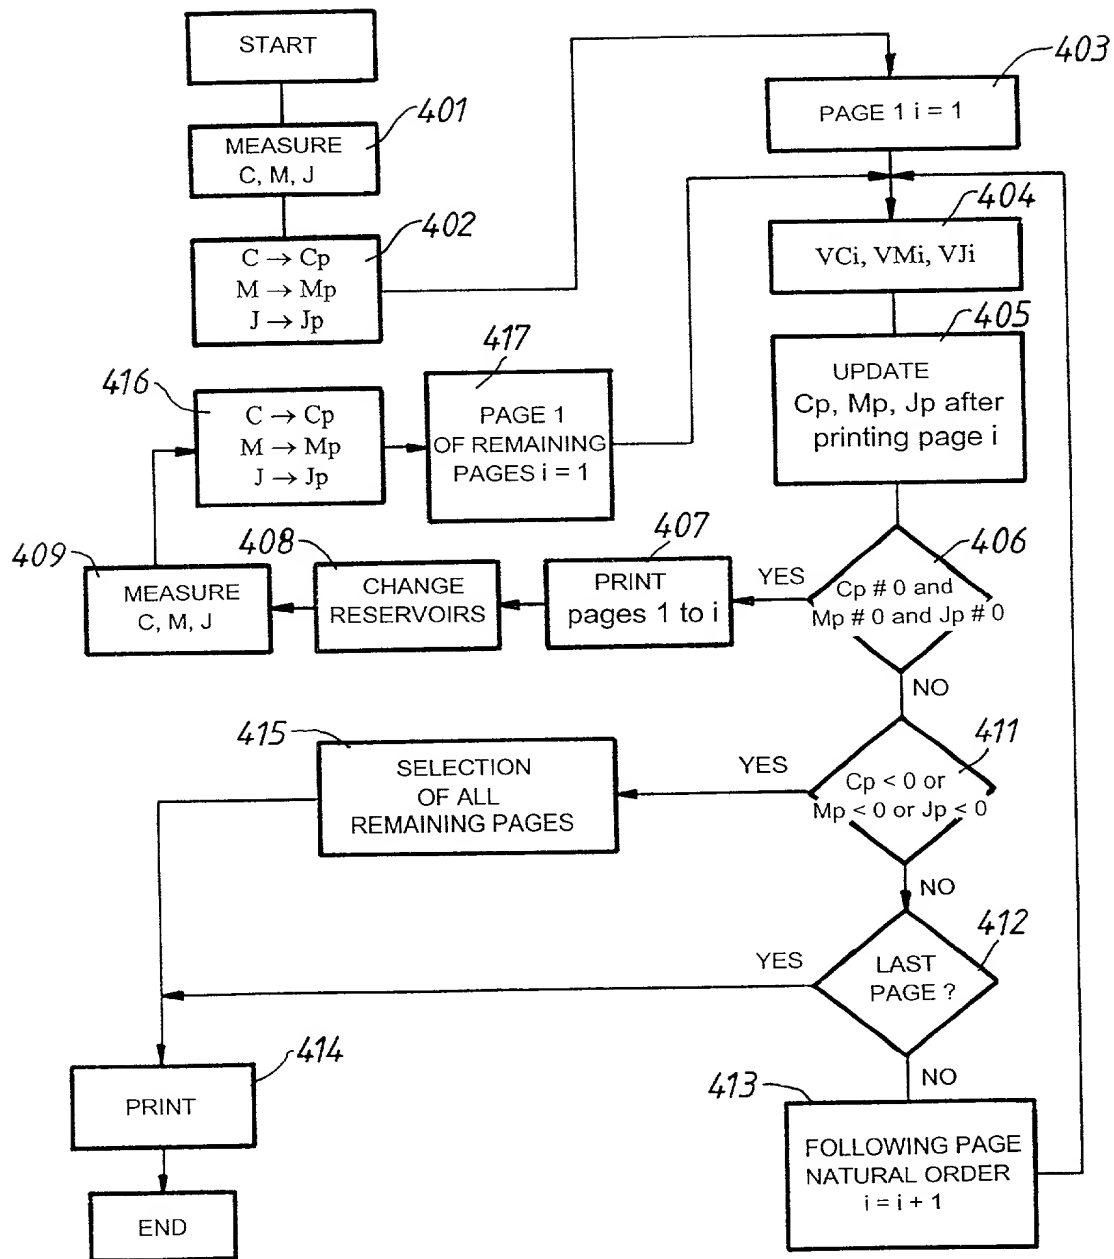 START
401
MEASURE
C, M, J
402
C → Cp
M → Mp
J → Jp
403
PAGE 1 i = 1
404
VCi, VMi, VJi
405
UPDATE
Cp, Mp, Jp after
printing page i
416
C → Cp
M → Mp
J → Jp
417
PAGE 1
OF REMAINING
PAGES i = 1
406
Cp # 0 and
Mp # 0 and Jp # 0
YES
NO
407
PRINT
pages 1 to i
408
CHANGE
RESERVOIRS
409
MEASURE
C, M, J
411
Cp < 0 or
Mp < 0 or Jp < 0
YES
NO
415
SELECTION
OF ALL
REMAINING PAGES
412
LAST
PAGE ?
YES
NO
413
FOLLOWING PAGE
NATURAL ORDER
i = i + 1
414
PRINT
END